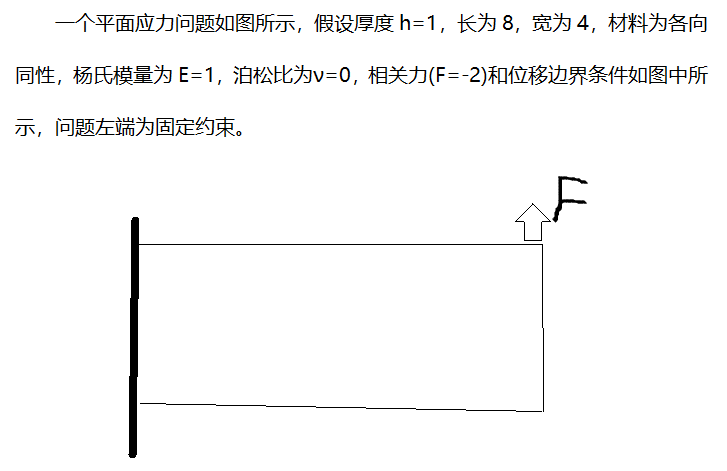 一个平面应力问题如图所示，假设厚度 h=1，长为 8，宽为 4，材料为各向
同性，杨氏模量为 E=1，泊松比为ν=0，相关力(F=-2)和位移边界条件如图中所
示，问题左端为固定约束。
F